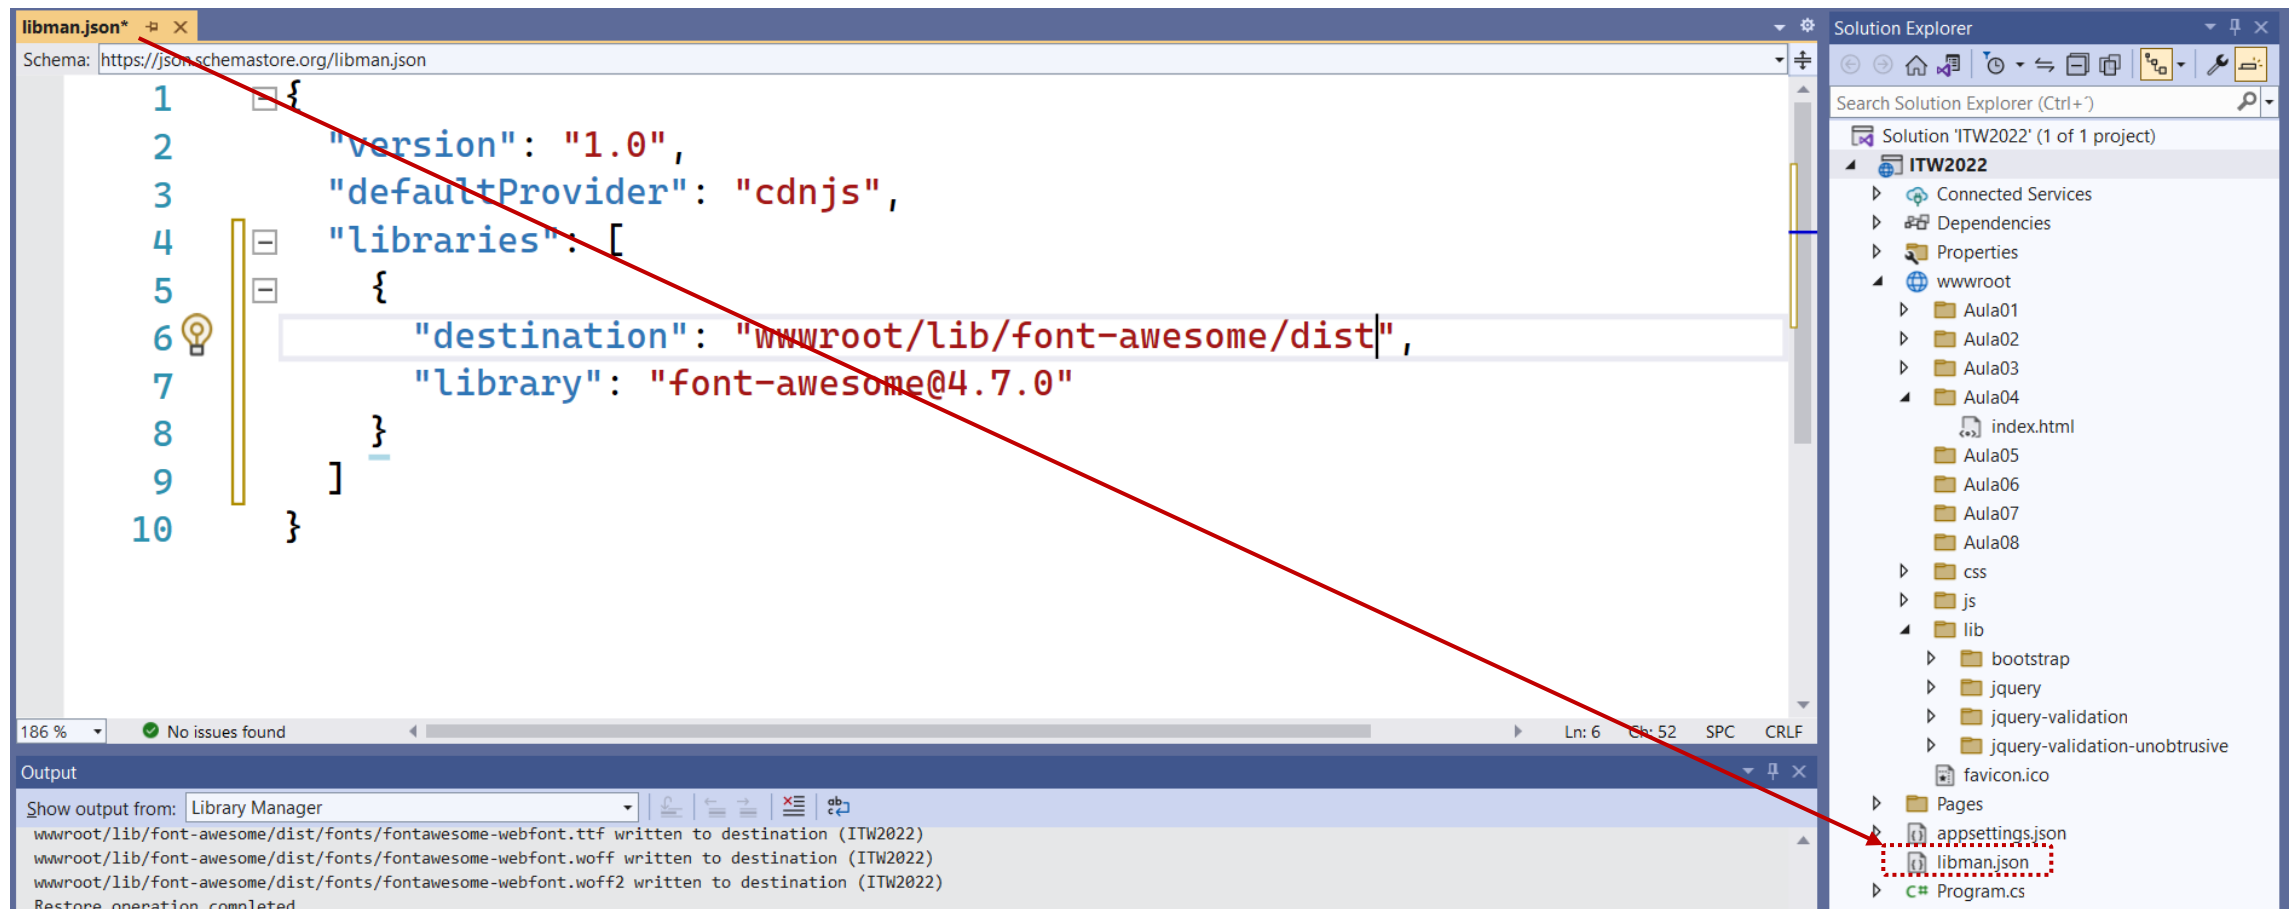 libman.json*
Schema: https://json.schemastore.org/libman.json
1 {
2 "version": "1.0",
3 "defaultProvider": "cdnjs",
4 "libraries": [
5 {
6 "destination": "wwwroot/lib/font-awesome/dist",
7 "library": "font-awesome@4.7.0"
8 }
9 ]
10 }
186 % No issues found Ln: 6 Ch: 52 SPC CRLF
Output
Show output from: Library Manager
wwwroot/lib/font-awesome/dist/fonts/fontawesome-webfont.ttf written to destination (ITW2022)
wwwroot/lib/font-awesome/dist/fonts/fontawesome-webfont.woff written to destination (ITW2022)
wwwroot/lib/font-awesome/dist/fonts/fontawesome-webfont.woff2 written to destination (ITW2022)
Restore operation completed
Solution Explorer
Search Solution Explorer (Ctrl+´)
Solution 'ITW2022' (1 of 1 project)
ITW2022
Connected Services
Dependencies
Properties
wwwroot
Aula01
Aula02
Aula03
Aula04
index.html
Aula05
Aula06
Aula07
Aula08
css
js
lib
bootstrap
jquery
jquery-validation
jquery-validation-unobtrusive
favicon.ico
Pages
appsettings.json
libman.json
C# Program.cs